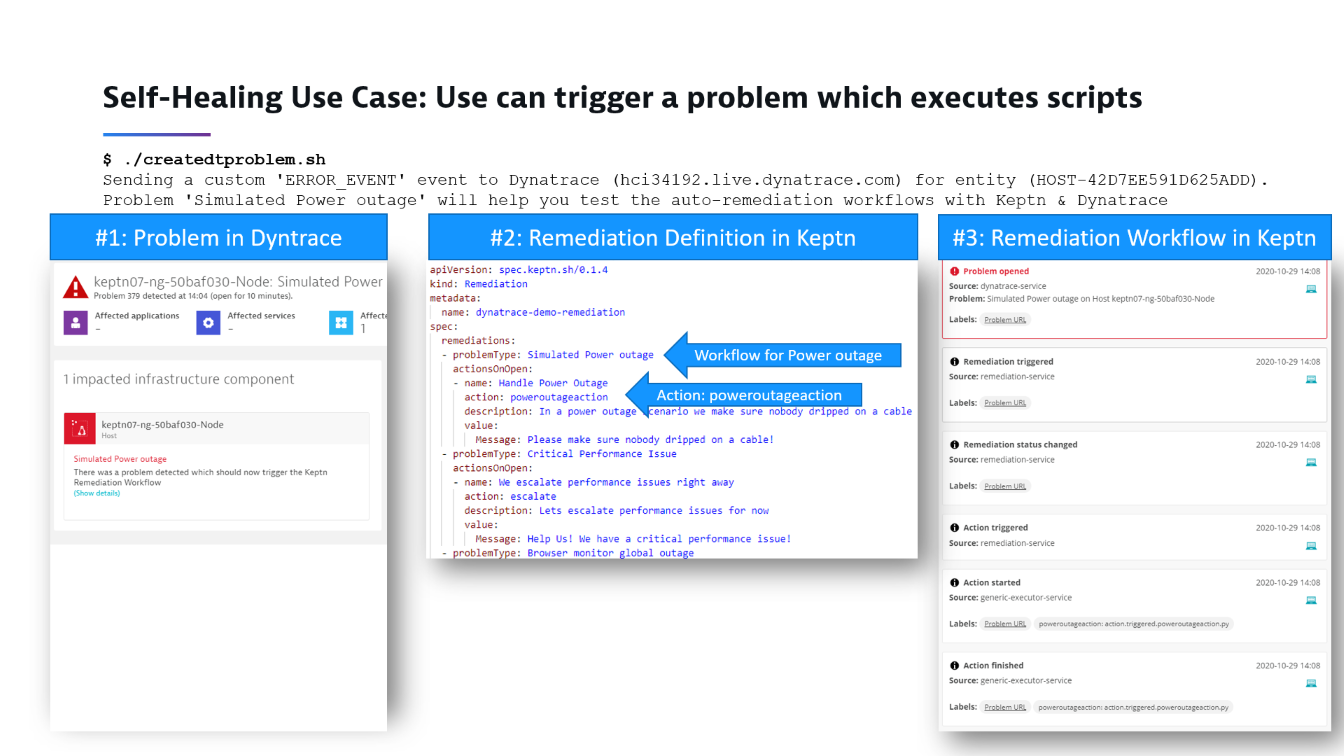 Self-Healing Use Case: Use can trigger a problem which executes scripts
$ ./createdtproblem.sh
Sending a custom 'ERROR_EVENT' event to Dynatrace (hci34192.live.dynatrace.com) for entity (HOST-42D7EE591D625ADD).
Problem 'Simulated Power outage' will help you test the auto-remediation workflows with Keptn & Dynatrace
#1: Problem in Dyntrace
keptn07-ng-50baf030-Node: Simulated Power
Problem 379 detected at 14:04 (open for 10 minutes).
Affected applications
–
Affected services
–
Affecte
1
1 impacted infrastructure component
keptn07-ng-50baf030-Node
Host
Simulated Power outage
There was a problem detected which should now trigger the Keptn
Remediation Workflow
(Show details)
#2: Remediation Definition in Keptn
apiVersion: spec.keptn.sh/0.1.4
kind: Remediation
metadata:
name: dynatrace-demo-remediation
spec:
remediations:
- problemType: Simulated Power outage
Workflow for Power outage
actionsOnOpen:
- name: Handle Power Outage
action: poweroutageaction
Action: poweroutageaction
description: In a power outage scenario we make sure nobody dripped on a cable
value:
Message: Please make sure nobody dripped on a cable!
- problemType: Critical Performance Issue
actionsOnOpen:
- name: We escalate performance issues right away
action: escalate
description: Lets escalate performance issues for now
value:
Message: Help Us! We have a critical performance issue!
- problemType: Browser monitor global outage
#3: Remediation Workflow in Keptn
Problem opened 2020-10-29 14:08
Source: dynatrace-service
Problem: Simulated Power outage on Host keptn07-ng-50baf030-Node
Labels: Problem URL
Remediation triggered 2020-10-29 14:08
Source: remediation-service
Labels: Problem URL
Remediation status changed 2020-10-29 14:08
Source: remediation-service
Labels: Problem URL
Action triggered 2020-10-29 14:08
Source: remediation-service
Action started 2020-10-29 14:08
Source: generic-executor-service
Labels: Problem URL poweroutageaction: action.triggered.poweroutageaction.py
Action finished 2020-10-29 14:08
Source: generic-executor-service
Labels: Problem URL poweroutageaction: action.triggered.poweroutageaction.py